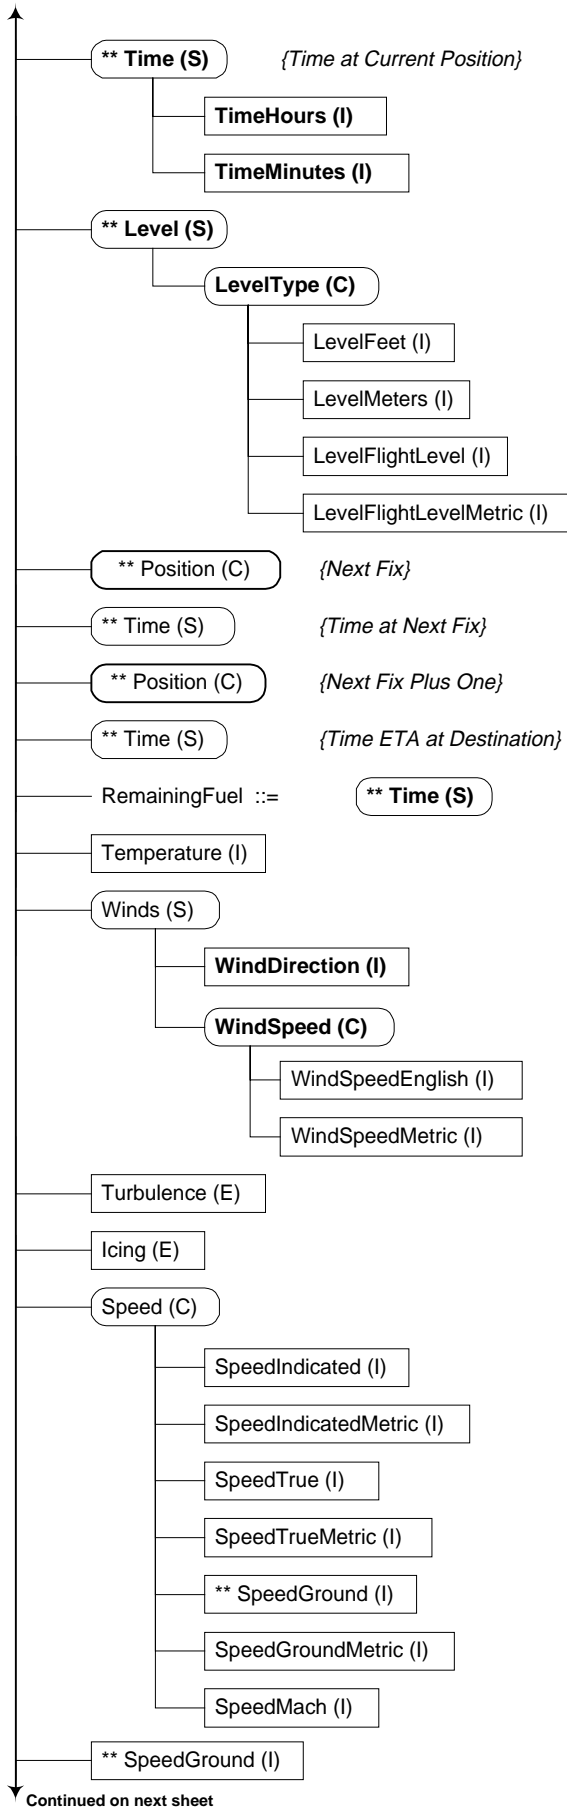 ** Time (S) {Time at Current Position}
TimeHours (I)
TimeMinutes (I)
** Level (S)
LevelType (C)
LevelFeet (I)
LevelMeters (I)
LevelFlightLevel (I)
LevelFlightLevelMetric (I)
** Position (C) {Next Fix}
** Time (S) {Time at Next Fix}
** Position (C) {Next Fix Plus One}
** Time (S) {Time ETA at Destination}
RemainingFuel ::= ** Time (S)
Temperature (I)
Winds (S)
WindDirection (I)
WindSpeed (C)
WindSpeedEnglish (I)
WindSpeedMetric (I)
Turbulence (E)
Icing (E)
Speed (C)
SpeedIndicated (I)
SpeedIndicatedMetric (I)
SpeedTrue (I)
SpeedTrueMetric (I)
** SpeedGround (I)
SpeedGroundMetric (I)
SpeedMach (I)
** SpeedGround (I)
Continued on next sheet